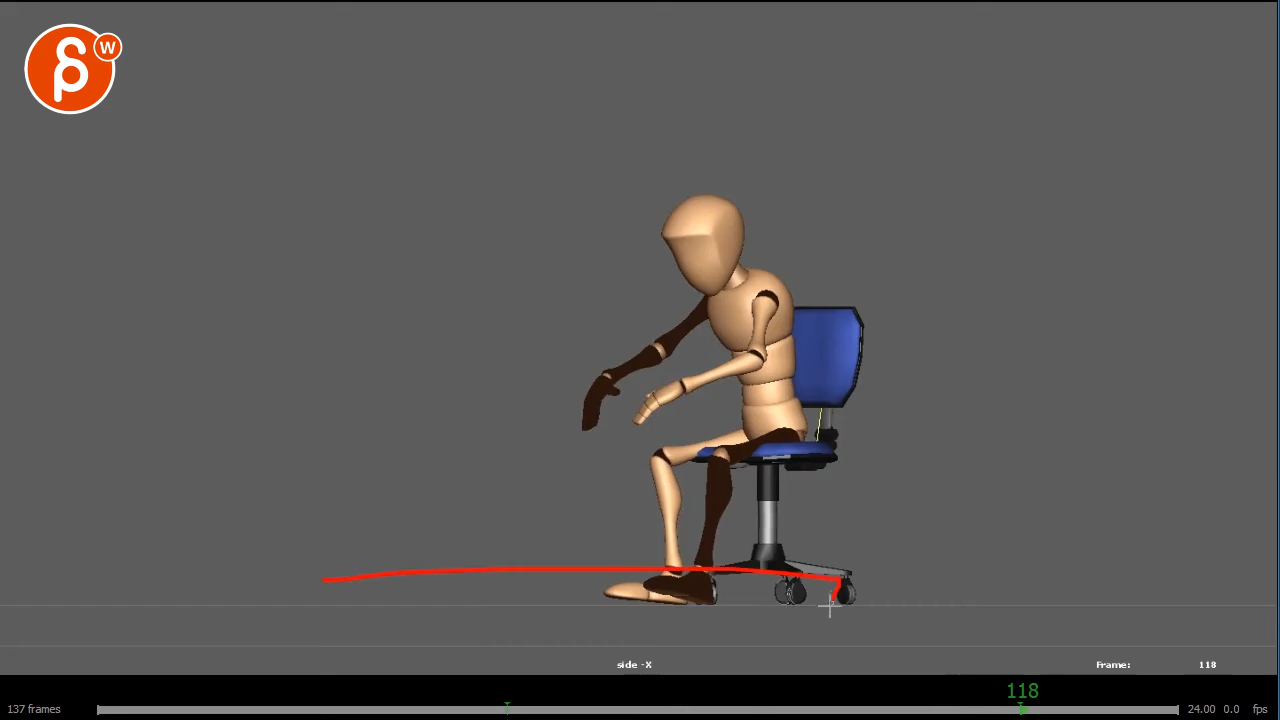 W
side -X
Frame: 118
118
137 frames
24.00 0.0 fps